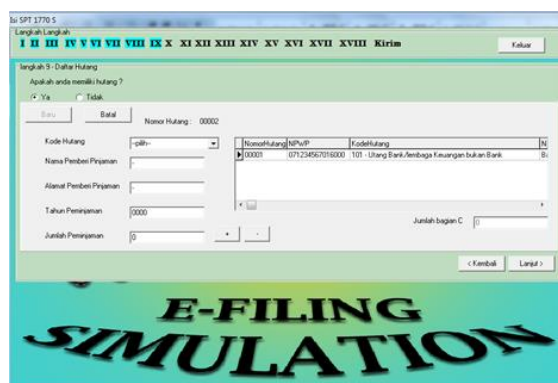 Isi SPT 1770 S
Langkah Langkah
I II III IV V VI VII VIII IX X XI XII XIII XIV XV XVI XVII XVIII Kirim
Keluar
langkah 9 - Daftar Hutang
Apakah anda memiliki hutang ?
Ya Tidak
Baru Batal Nomor Hutang : 00002
Kode Hutang --pilih--
Nama Pemberi Pinjaman -
Alamat Pemberi Pinjaman -
Tahun Peminjaman 0000
Jumlah Peminjaman 0 + -
NomorHutang NPWP KodeHutang N
00001 071234567016000 101 - Utang Bank/lembaga Keuangan bukan Bank
Jumlah bagian C 0
< Kembali Lanjut >
E-FILING
SIMULATION